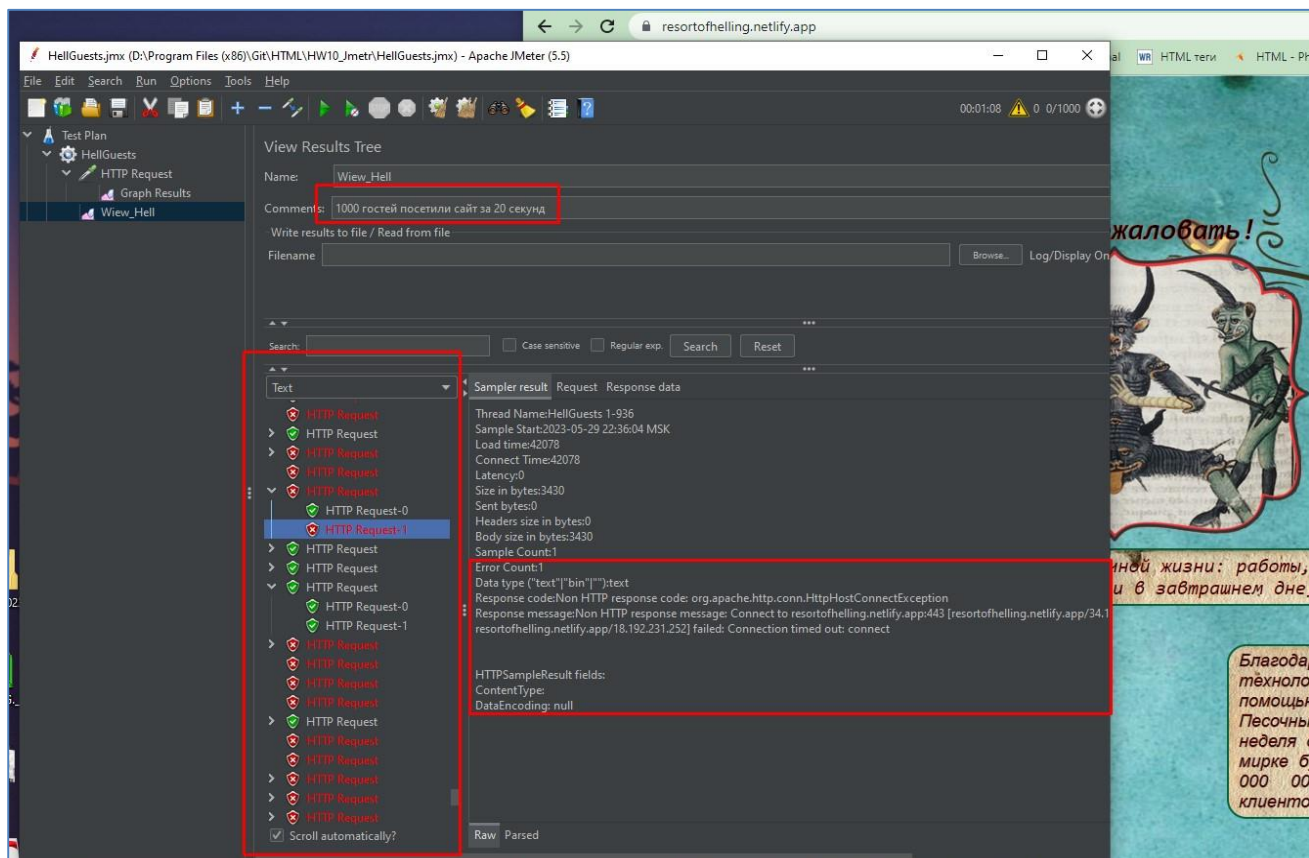 resortofhelling.netlify.app
HellGuests.jmx (D:\Program Files (x86)\Git\HTML\HW10_Jmetr\HellGuests.jmx) - Apache JMeter (5.5)
WR HTML теги
HTML - Ph
File Edit Search Run Options Tools Help
00:01:08 0 0/1000
Test Plan
HellGuests
HTTP Request
Graph Results
Wiew_Hell
View Results Tree
Name: Wiew_Hell
Comments: 1000 гостей посетили сайт за 20 секунд
Write results to file / Read from file
Filename Browse... Log/Display On
Search: Case sensitive Regular exp. Search Reset
Text
HTTP Request
HTTP Request
HTTP Request
HTTP Request
HTTP Request
HTTP Request-0
HTTP Request-1
HTTP Request
HTTP Request
HTTP Request
HTTP Request-0
HTTP Request-1
HTTP Request
HTTP Request
HTTP Request
HTTP Request
HTTP Request
HTTP Request
HTTP Request
HTTP Request
HTTP Request
HTTP Request
Scroll automatically?
Sampler result Request Response data
Thread Name:HellGuests 1-936
Sample Start:2023-05-29 22:36:04 MSK
Load time:42078
Connect Time:42078
Latency:0
Size in bytes:3430
Sent bytes:0
Headers size in bytes:0
Body size in bytes:3430
Sample Count:1
Error Count:1
Data type ("text"|"bin"|""):text
Response code:Non HTTP response code: org.apache.http.conn.HttpHostConnectException
Response message:Non HTTP response message: Connect to resortofhelling.netlify.app:443 [resortofhelling.netlify.app/34.1
resortofhelling.netlify.app/18.192.231.252] failed: Connection timed out: connect
HTTPSampleResult fields:
ContentType:
DataEncoding: null
Raw Parsed
жаловать!
чной жизни: работы,
и в завтрашнем дне,
Благодар
техноло
помощью
Песочны
неделя
мирке б
000 00
клиенто